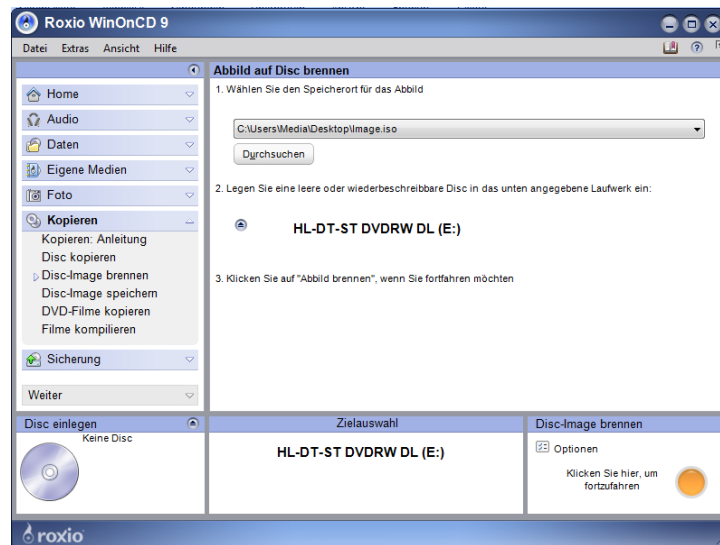 Roxio WinOnCD 9
Datei Extras Ansicht Hilfe
Home
Audio
Daten
Eigene Medien
Foto
Kopieren
Kopieren: Anleitung
Disc kopieren
Disc-Image brennen
Disc-Image speichern
DVD-Filme kopieren
Filme kompilieren
Sicherung
Weiter
Abbild auf Disc brennen
1. Wählen Sie den Speicherort für das Abbild
C:\Users\Media\Desktop\Image.iso
Durchsuchen
2. Legen Sie eine leere oder wiederbeschreibbare Disc in das unten angegebene Laufwerk ein:
HL-DT-ST DVDRW DL (E:)
3. Klicken Sie auf "Abbild brennen", wenn Sie fortfahren möchten
Disc einlegen
Keine Disc
Zielauswahl
HL-DT-ST DVDRW DL (E:)
Disc-Image brennen
Optionen
Klicken Sie hier, um
fortzufahren
roxio